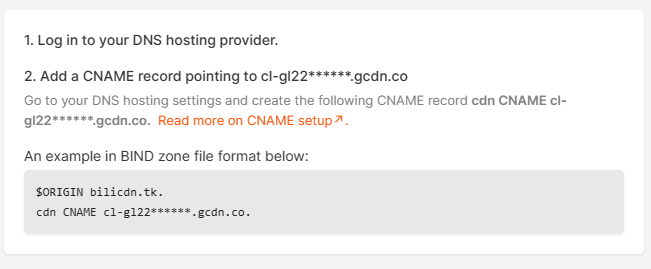 1. Log in to your DNS hosting provider.
2. Add a CNAME record pointing to cl-gl22******.gcdn.co
Go to your DNS hosting settings and create the following CNAME record cdn CNAME cl-
gl22******.gcdn.co. Read more on CNAME setup↗.
An example in BIND zone file format below:
$ORIGIN bilicdn.tk.
cdn CNAME cl-gl22******.gcdn.co.